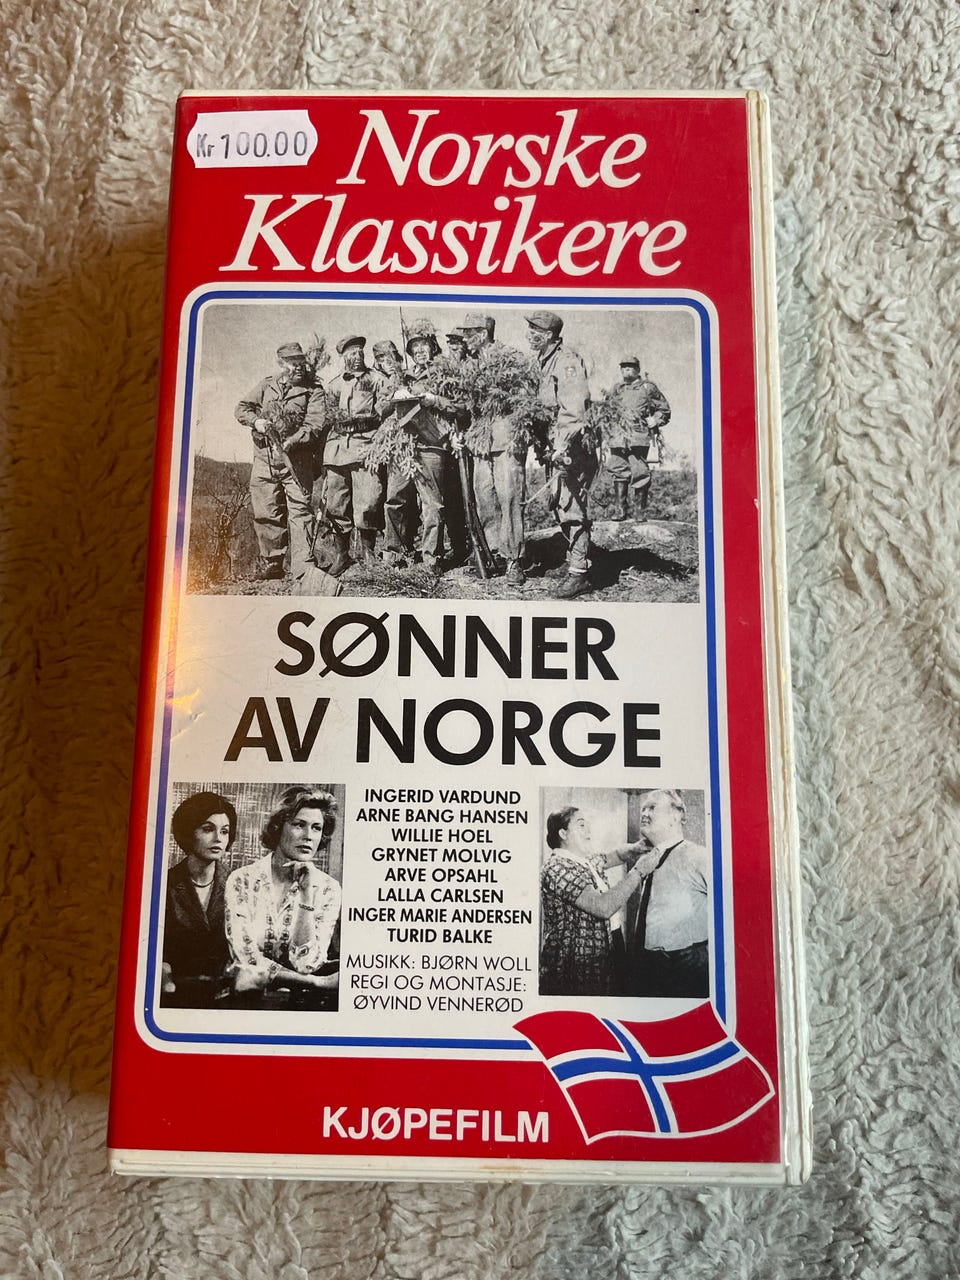 Kr 100.00
Norske
Klassikere
SØNNER
AV NORGE
INGERID VARDUND
ARNE BANG HANSEN
WILLIE HOEL
GRYNET MOLVIG
ARVE OPSAHL
LALLA CARLSEN
INGER MARIE ANDERSEN
TURID BALKE
MUSIKK: BJØRN WOLL
REGI OG MONTASJE:
ØYVIND VENNERØD
KJØPEFILM